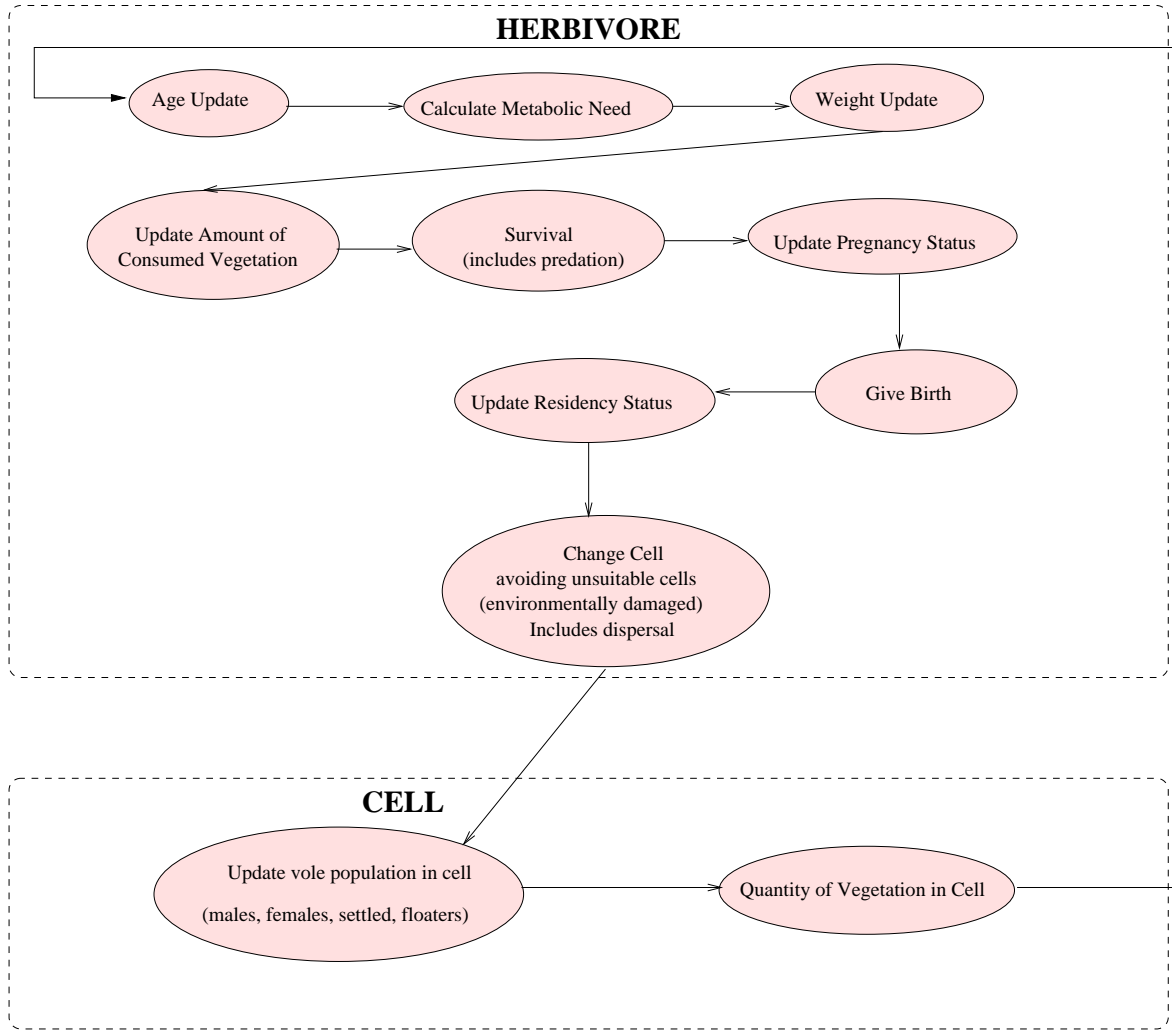 HERBIVORE
Age Update
Calculate Metabolic Need
Weight Update
Update Amount of
Consumed Vegetation
Survival
(includes predation)
Update Pregnancy Status
Give Birth
Update Residency Status
Change Cell
avoiding unsuitable cells
(environmentally damaged)
Includes dispersal
CELL
Update vole population in cell
(males, females, settled, floaters)
Quantity of Vegetation in Cell